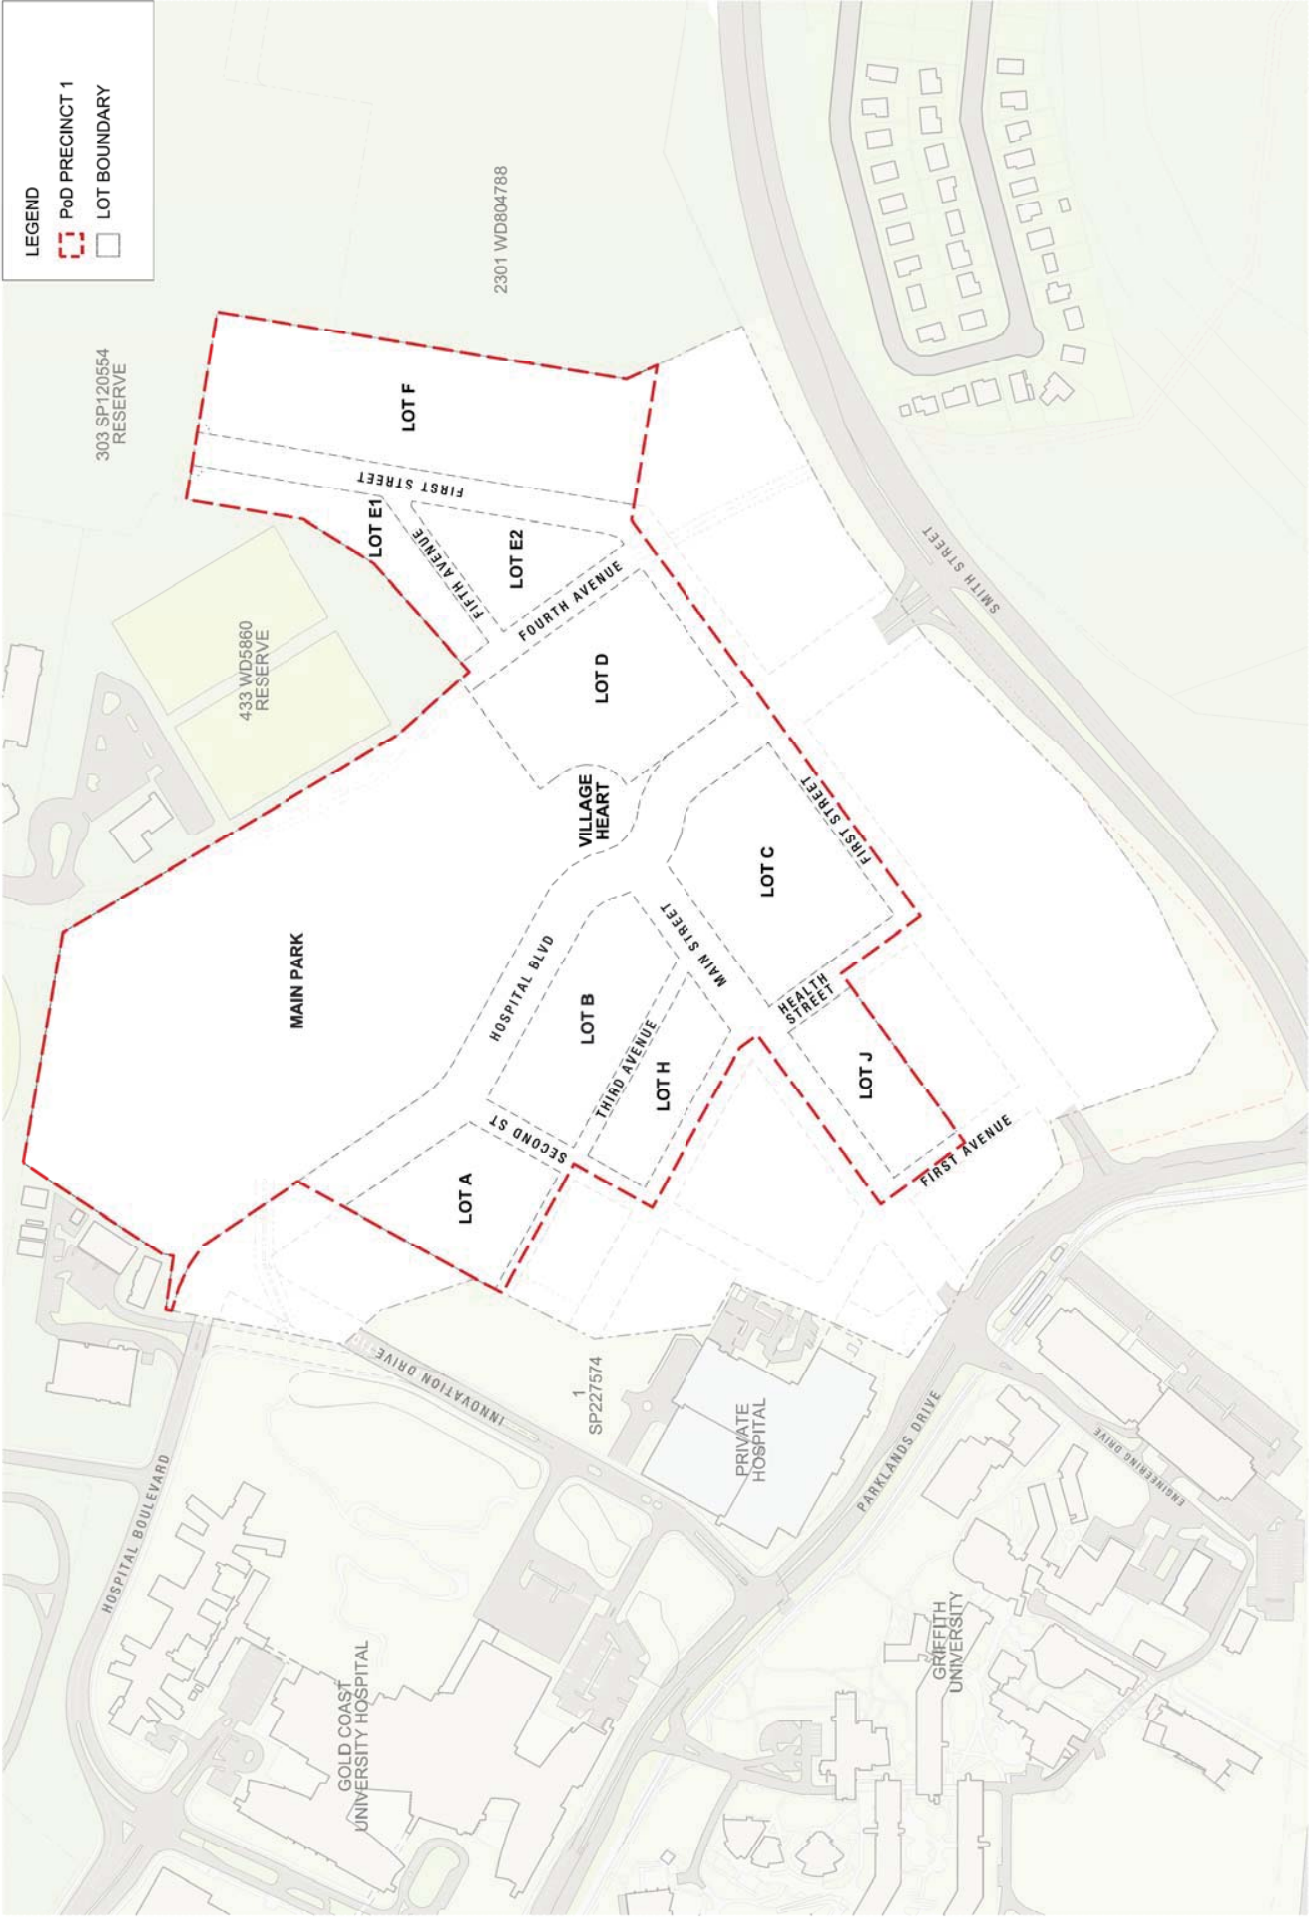 LEGEND
PoD PRECINCT 1
LOT BOUNDARY
303 SP120554
RESERVE
2301 WD804788
433 WD5860
RESERVE
LOT F
FIRST STREET
LOT E1
FIFTH AVENUE
LOT E2
FOURTH AVENUE
LOT D
VILLAGE
HEART
MAIN PARK
HOSPITAL BLVD
LOT B
THIRD AVENUE
LOT H
MAIN STREET
LOT C
FIRST STREET
HEALTH
STREET
LOT J
FIRST AVENUE
SECOND ST
LOT A
SMITH STREET
INNOVATION DRIVE
1
SP227574
PRIVATE
HOSPITAL
PARKLANDS DRIVE
ENGINEERING DRIVE
HOSPITAL BOULEVARD
GOLD COAST
UNIVERSITY HOSPITAL
GRIFFITH
UNIVERSITY